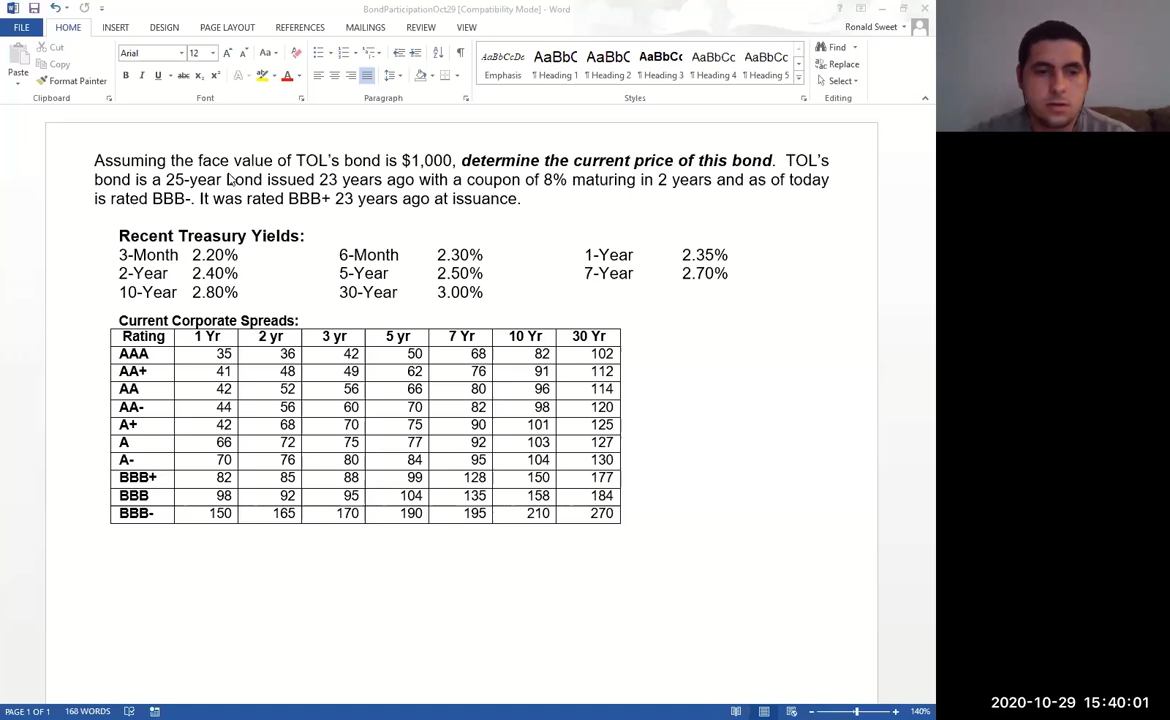 BondParticipationOct29 [Compatibility Mode] - Word
FILE HOME INSERT DESIGN PAGE LAYOUT REFERENCES MAILINGS REVIEW VIEW
Ronald Sweet
Paste
Cut
Copy
Format Painter
Clipboard
Arial 12
B I U abc x₂ x² A A
Font
Paragraph
AaBbCcDc AaBbC AaBbC AaBbCc AaBbCc AaBbCc
Emphasis ¶ Heading 1 ¶ Heading 2 ¶ Heading 3 ¶ Heading 4 ¶ Heading 5
Styles
Find
Replace
Select
Editing
Assuming the face value of TOL's bond is $1,000, determine the current price of this bond. TOL's
bond is a 25-year bond issued 23 years ago with a coupon of 8% maturing in 2 years and as of today
is rated BBB-. It was rated BBB+ 23 years ago at issuance.
Recent Treasury Yields:
3-Month 2.20% 6-Month 2.30% 1-Year 2.35%
2-Year 2.40% 5-Year 2.50% 7-Year 2.70%
10-Year 2.80% 30-Year 3.00%
Current Corporate Spreads:
Rating 1 Yr 2 yr 3 yr 5 yr 7 Yr 10 Yr 30 Yr
AAA 35 36 42 50 68 82 102
AA+ 41 48 49 62 76 91 112
AA 42 52 56 66 80 96 114
AA- 44 56 60 70 82 98 120
A+ 42 68 70 75 90 101 125
A 66 72 75 77 92 103 127
A- 70 76 80 84 95 104 130
BBB+ 82 85 88 99 128 150 177
BBB 98 92 95 104 135 158 184
BBB- 150 165 170 190 195 210 270
PAGE 1 OF 1 168 WORDS
140%
2020-10-29 15:40:01